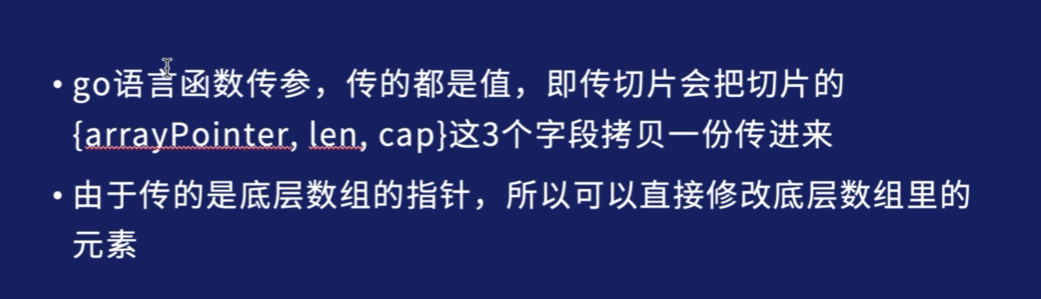 • go语言函数传参，传的都是值，即传切片会把切片的
{arrayPointer, len, cap}这3个字段拷贝一份传进来
• 由于传的是底层数组的指针，所以可以直接修改底层数组里的
元素